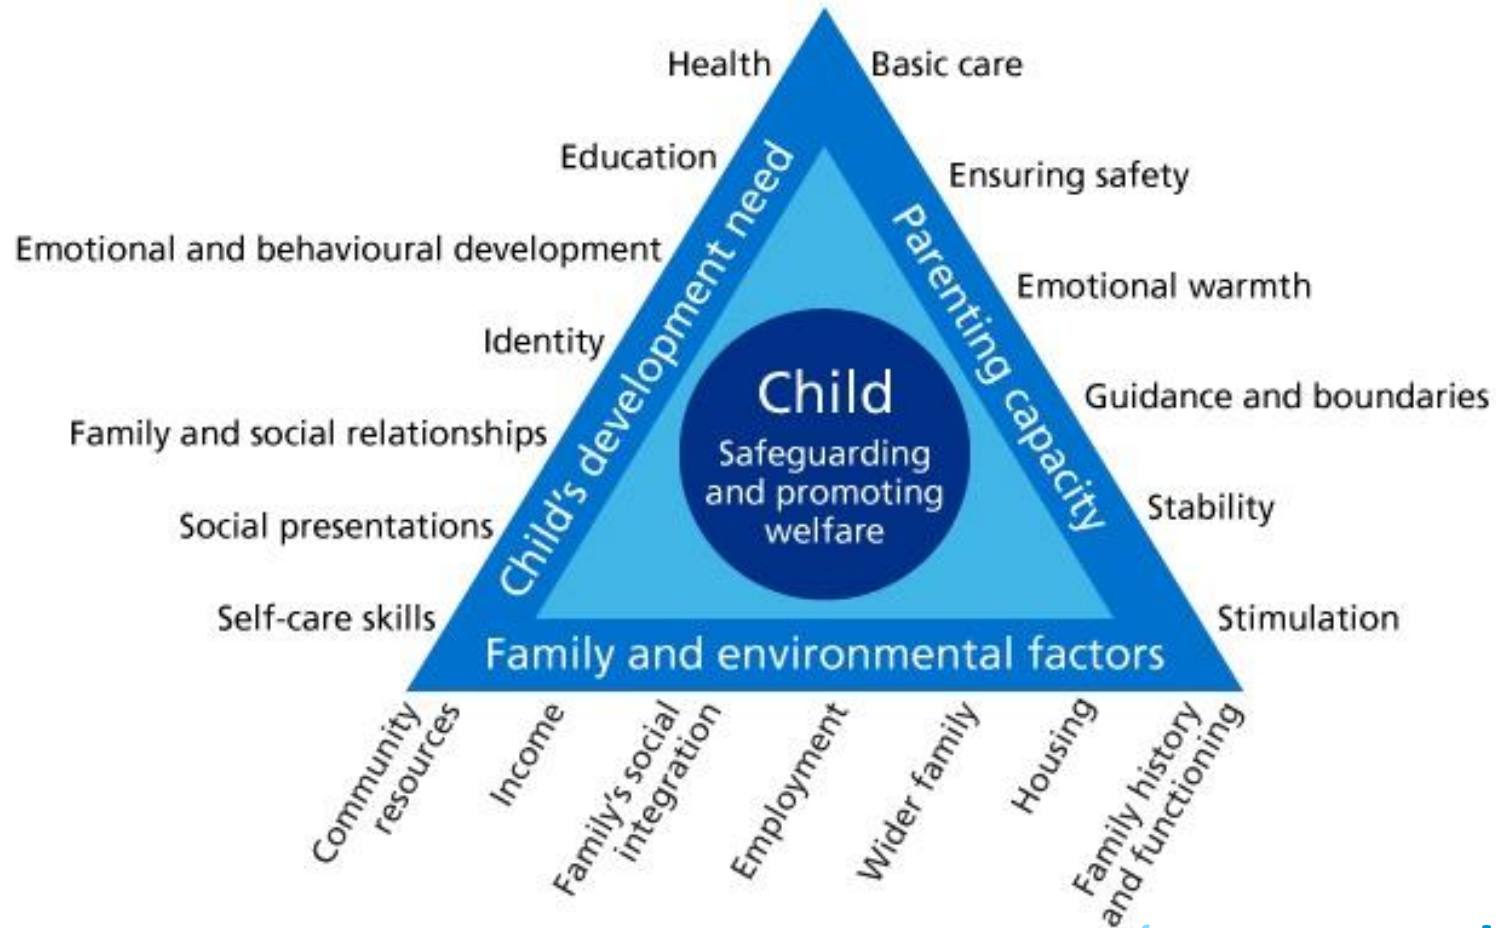 Health
Education
Emotional and behavioural development
Identity
Family and social relationships
Social presentations
Self-care skills
Child's development need
Basic care
Ensuring safety
Emotional warmth
Guidance and boundaries
Stability
Stimulation
Parenting capacity
Child
Safeguarding
and promoting
welfare
Family and environmental factors
Community
resources
Income
Family's social
integration
Employment
Wider family
Housing
Family history
and functioning